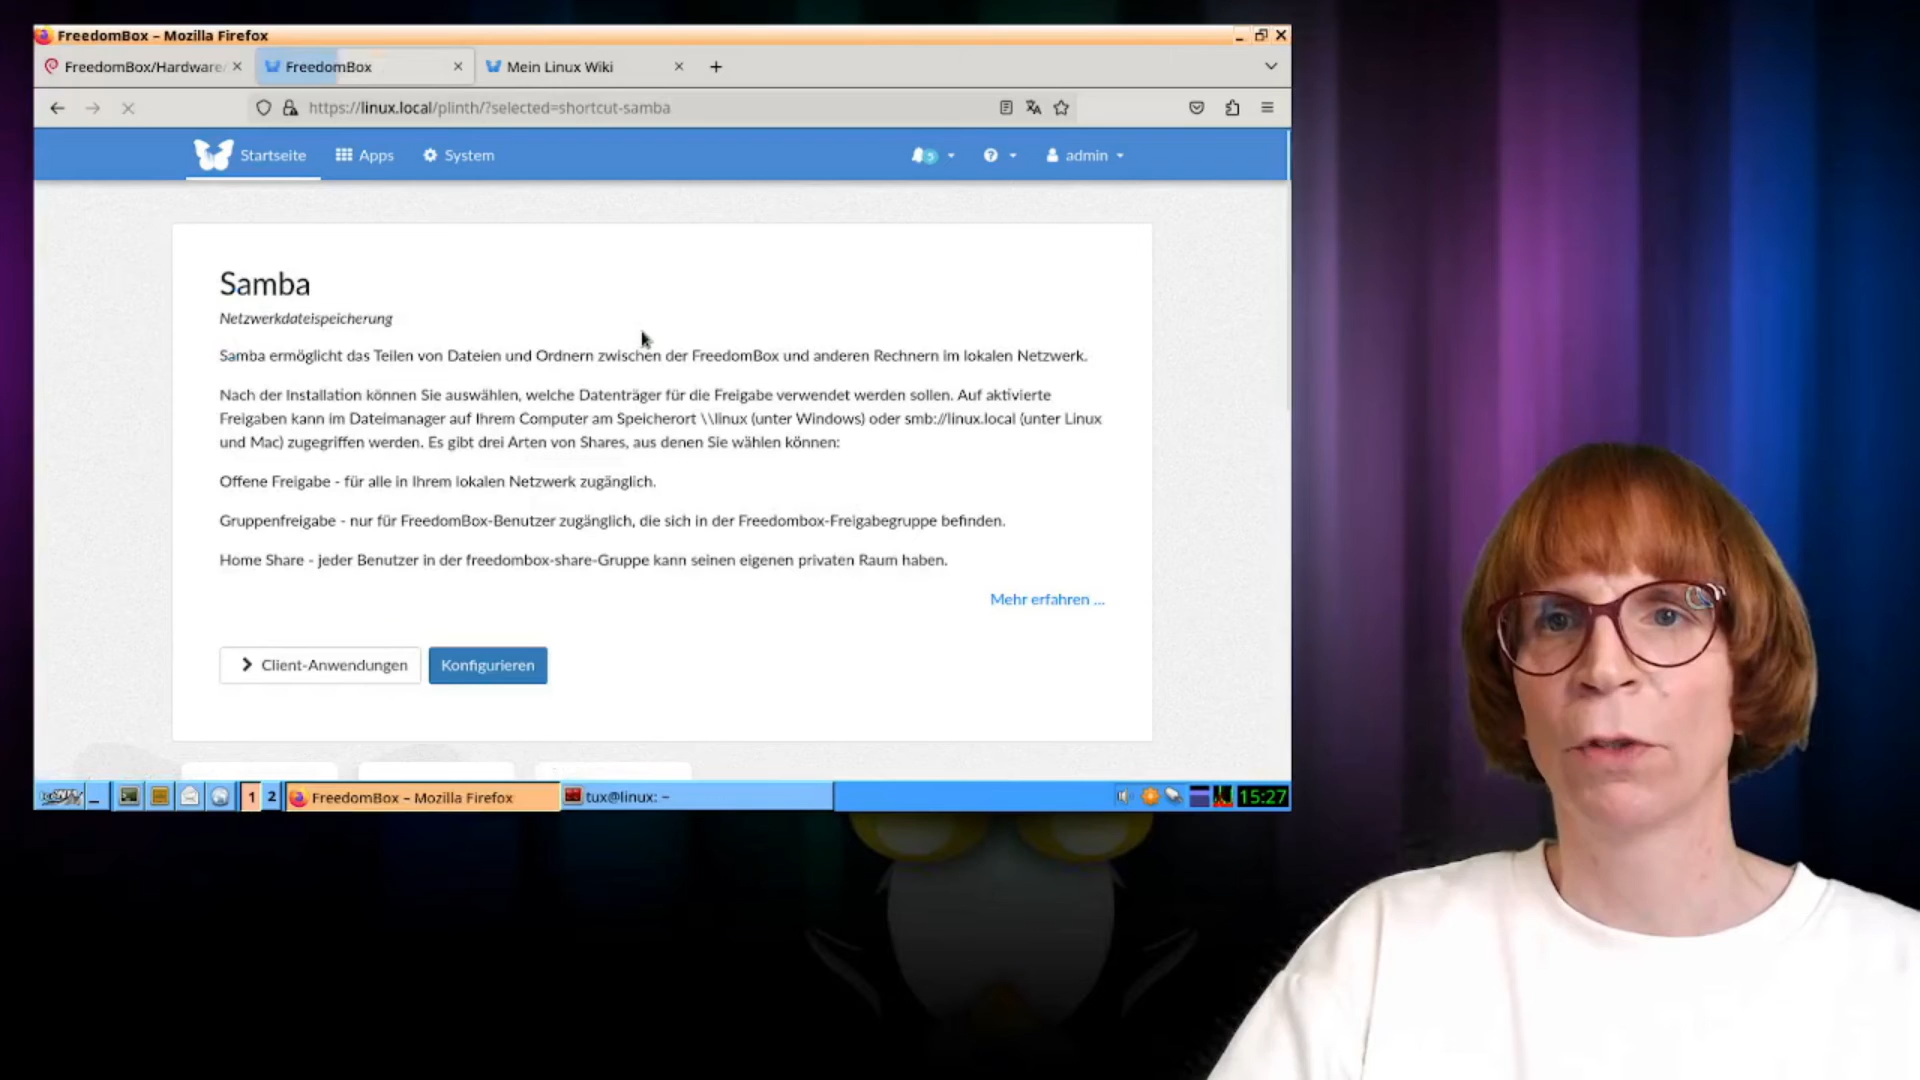 FreedomBox – Mozilla Firefox
FreedomBox/Hardware
FreedomBox
Mein Linux Wiki
https://linux.local/plinth/?selected=shortcut-samba
Startseite
Apps
System
5
admin
Samba
Netzwerkdateispeicherung
Samba ermöglicht das Teilen von Dateien und Ordnern zwischen der FreedomBox und anderen Rechnern im lokalen Netzwerk.
Nach der Installation können Sie auswählen, welche Datenträger für die Freigabe verwendet werden sollen. Auf aktivierte
Freigaben kann im Dateimanager auf Ihrem Computer am Speicherort \\linux (unter Windows) oder smb://linux.local (unter Linux
und Mac) zugegriffen werden. Es gibt drei Arten von Shares, aus denen Sie wählen können:
Offene Freigabe - für alle in Ihrem lokalen Netzwerk zugänglich.
Gruppenfreigabe - nur für FreedomBox-Benutzer zugänglich, die sich in der Freedombox-Freigabegruppe befinden.
Home Share - jeder Benutzer in der freedombox-share-Gruppe kann seinen eigenen privaten Raum haben.
Mehr erfahren ...
Client-Anwendungen
Konfigurieren
1
2
FreedomBox – Mozilla Firefox
tux@linux: ~
15:27